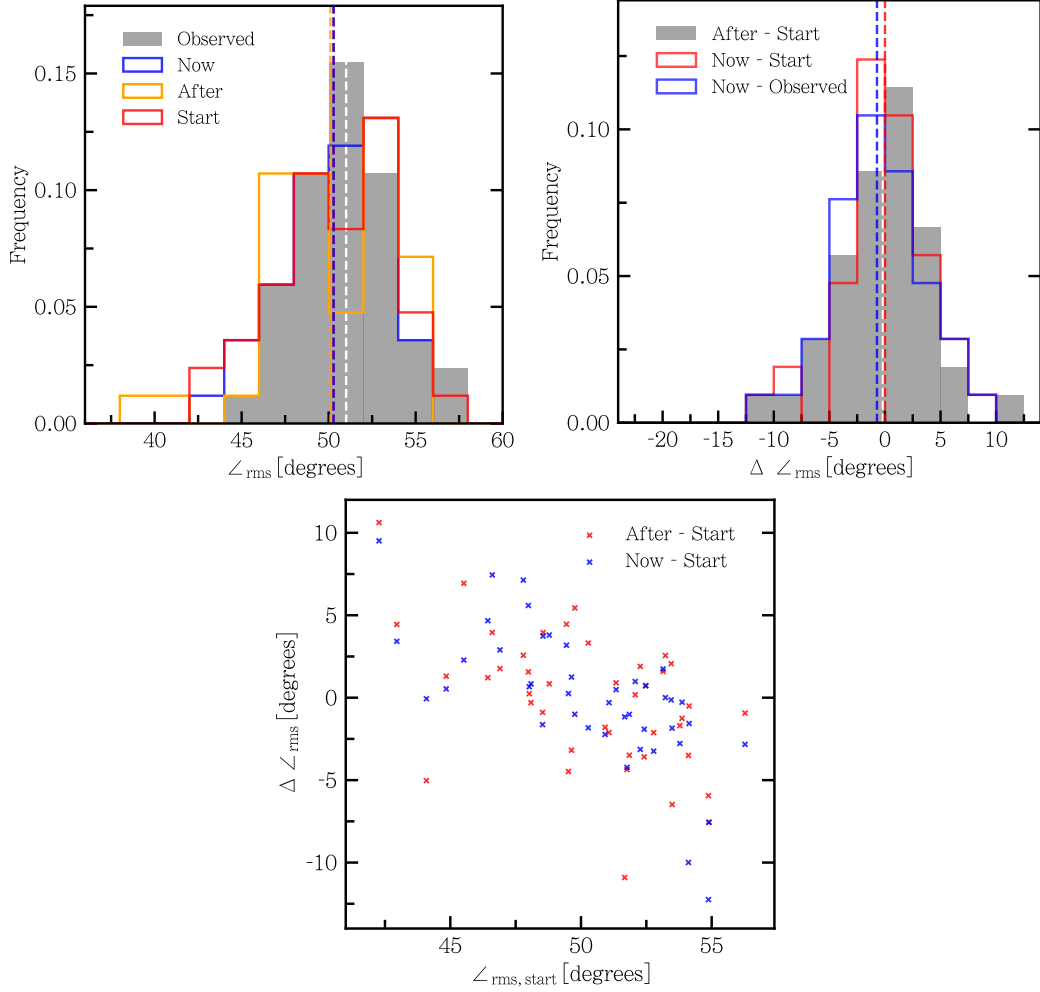 Observed
Now
After
Start
Frequency
0.15
0.10
0.05
0.00
40
45
50
55
60
∠rms [degrees]
After - Start
Now - Start
Now - Observed
Frequency
0.10
0.05
0.00
-20
-15
-10
-5
0
5
10
Δ ∠rms [degrees]
After - Start
Now - Start
Δ ∠rms [degrees]
10
5
0
-5
-10
45
50
55
∠rms, start [degrees]